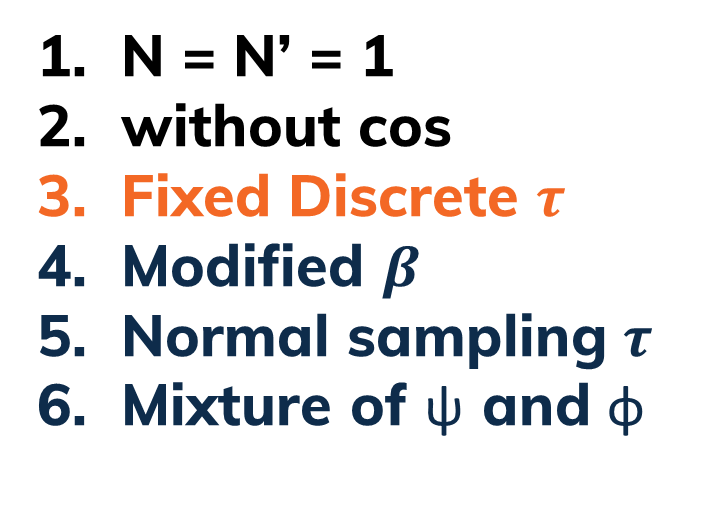 1. N = N’ = 1
2. without cos
3. Fixed Discrete 𝝉
4. Modified 𝜷
5. Normal sampling 𝝉
6. Mixture of ψ and ϕ